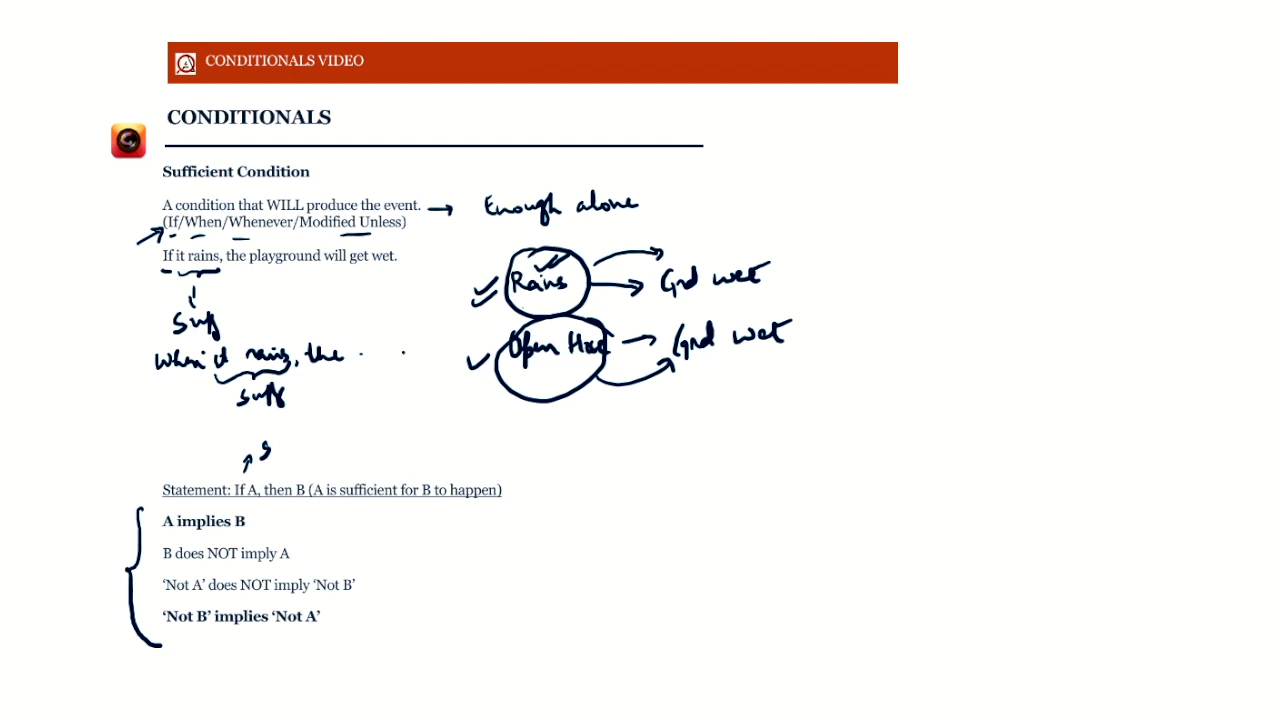 CONDITIONALS VIDEO
CONDITIONALS
Sufficient Condition
A condition that WILL produce the event. → Enough alone
(If/When/Whenever/Modified Unless)
If it rains, the playground will get wet.
Rains → Grd wet
Suff
Open → Grd wet
When it rains, the . .
Suff
S
Statement: If A, then B (A is sufficient for B to happen)
A implies B
B does NOT imply A
‘Not A’ does NOT imply ‘Not B’
‘Not B’ implies ‘Not A’